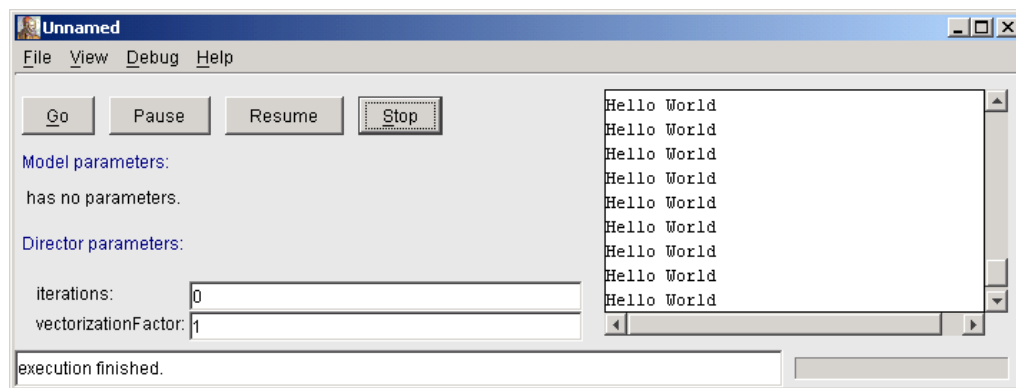 Unnamed
File View Debug Help
Go Pause Resume Stop
Model parameters:
has no parameters.
Director parameters:
iterations: 0
vectorizationFactor: 1
Hello World
Hello World
Hello World
Hello World
Hello World
Hello World
Hello World
Hello World
Hello World
execution finished.